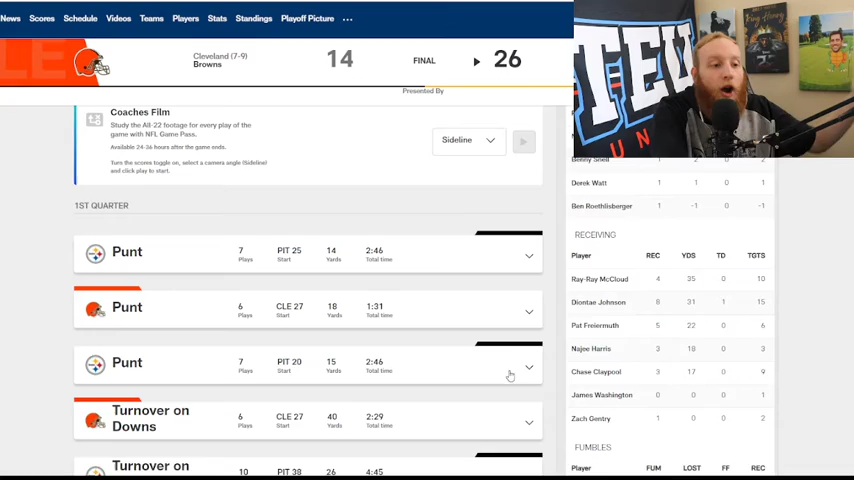 News Scores Schedule Videos Teams Players Stats Standings Playoff Picture ...
Cleveland (7-9)
Browns
14
FINAL
26
Presented By
Coaches Film
Study the All-22 footage for every play of the
game with NFL Game Pass.
Available 24-36 hours after the game ends.
Turn the scores toggle on, select a camera angle (Sideline)
and click play to start.
Sideline
1ST QUARTER
Punt 7 PIT 25 14 2:46
Plays Start Yards Total time
Punt 6 CLE 27 18 1:31
Plays Start Yards Total time
Punt 7 PIT 20 15 2:46
Plays Start Yards Total time
Turnover on
Downs
6 CLE 27 40 2:29
Plays Start Yards Total time
Turnover on 10 PIT 38 26 4:45
Benny Snell 1 2 0 2
Derek Watt 1 1 0 1
Ben Roethlisberger 1 -1 0 -1
RECEIVING
Player REC YDS TD TGTS
Ray-Ray McCloud 4 35 0 10
Diontae Johnson 8 31 1 15
Pat Freiermuth 5 22 0 6
Najee Harris 3 18 0 3
Chase Claypool 3 17 0 9
James Washington 0 0 0 1
Zach Gentry 1 0 0 2
FUMBLES
Player FUM LOST FF REC